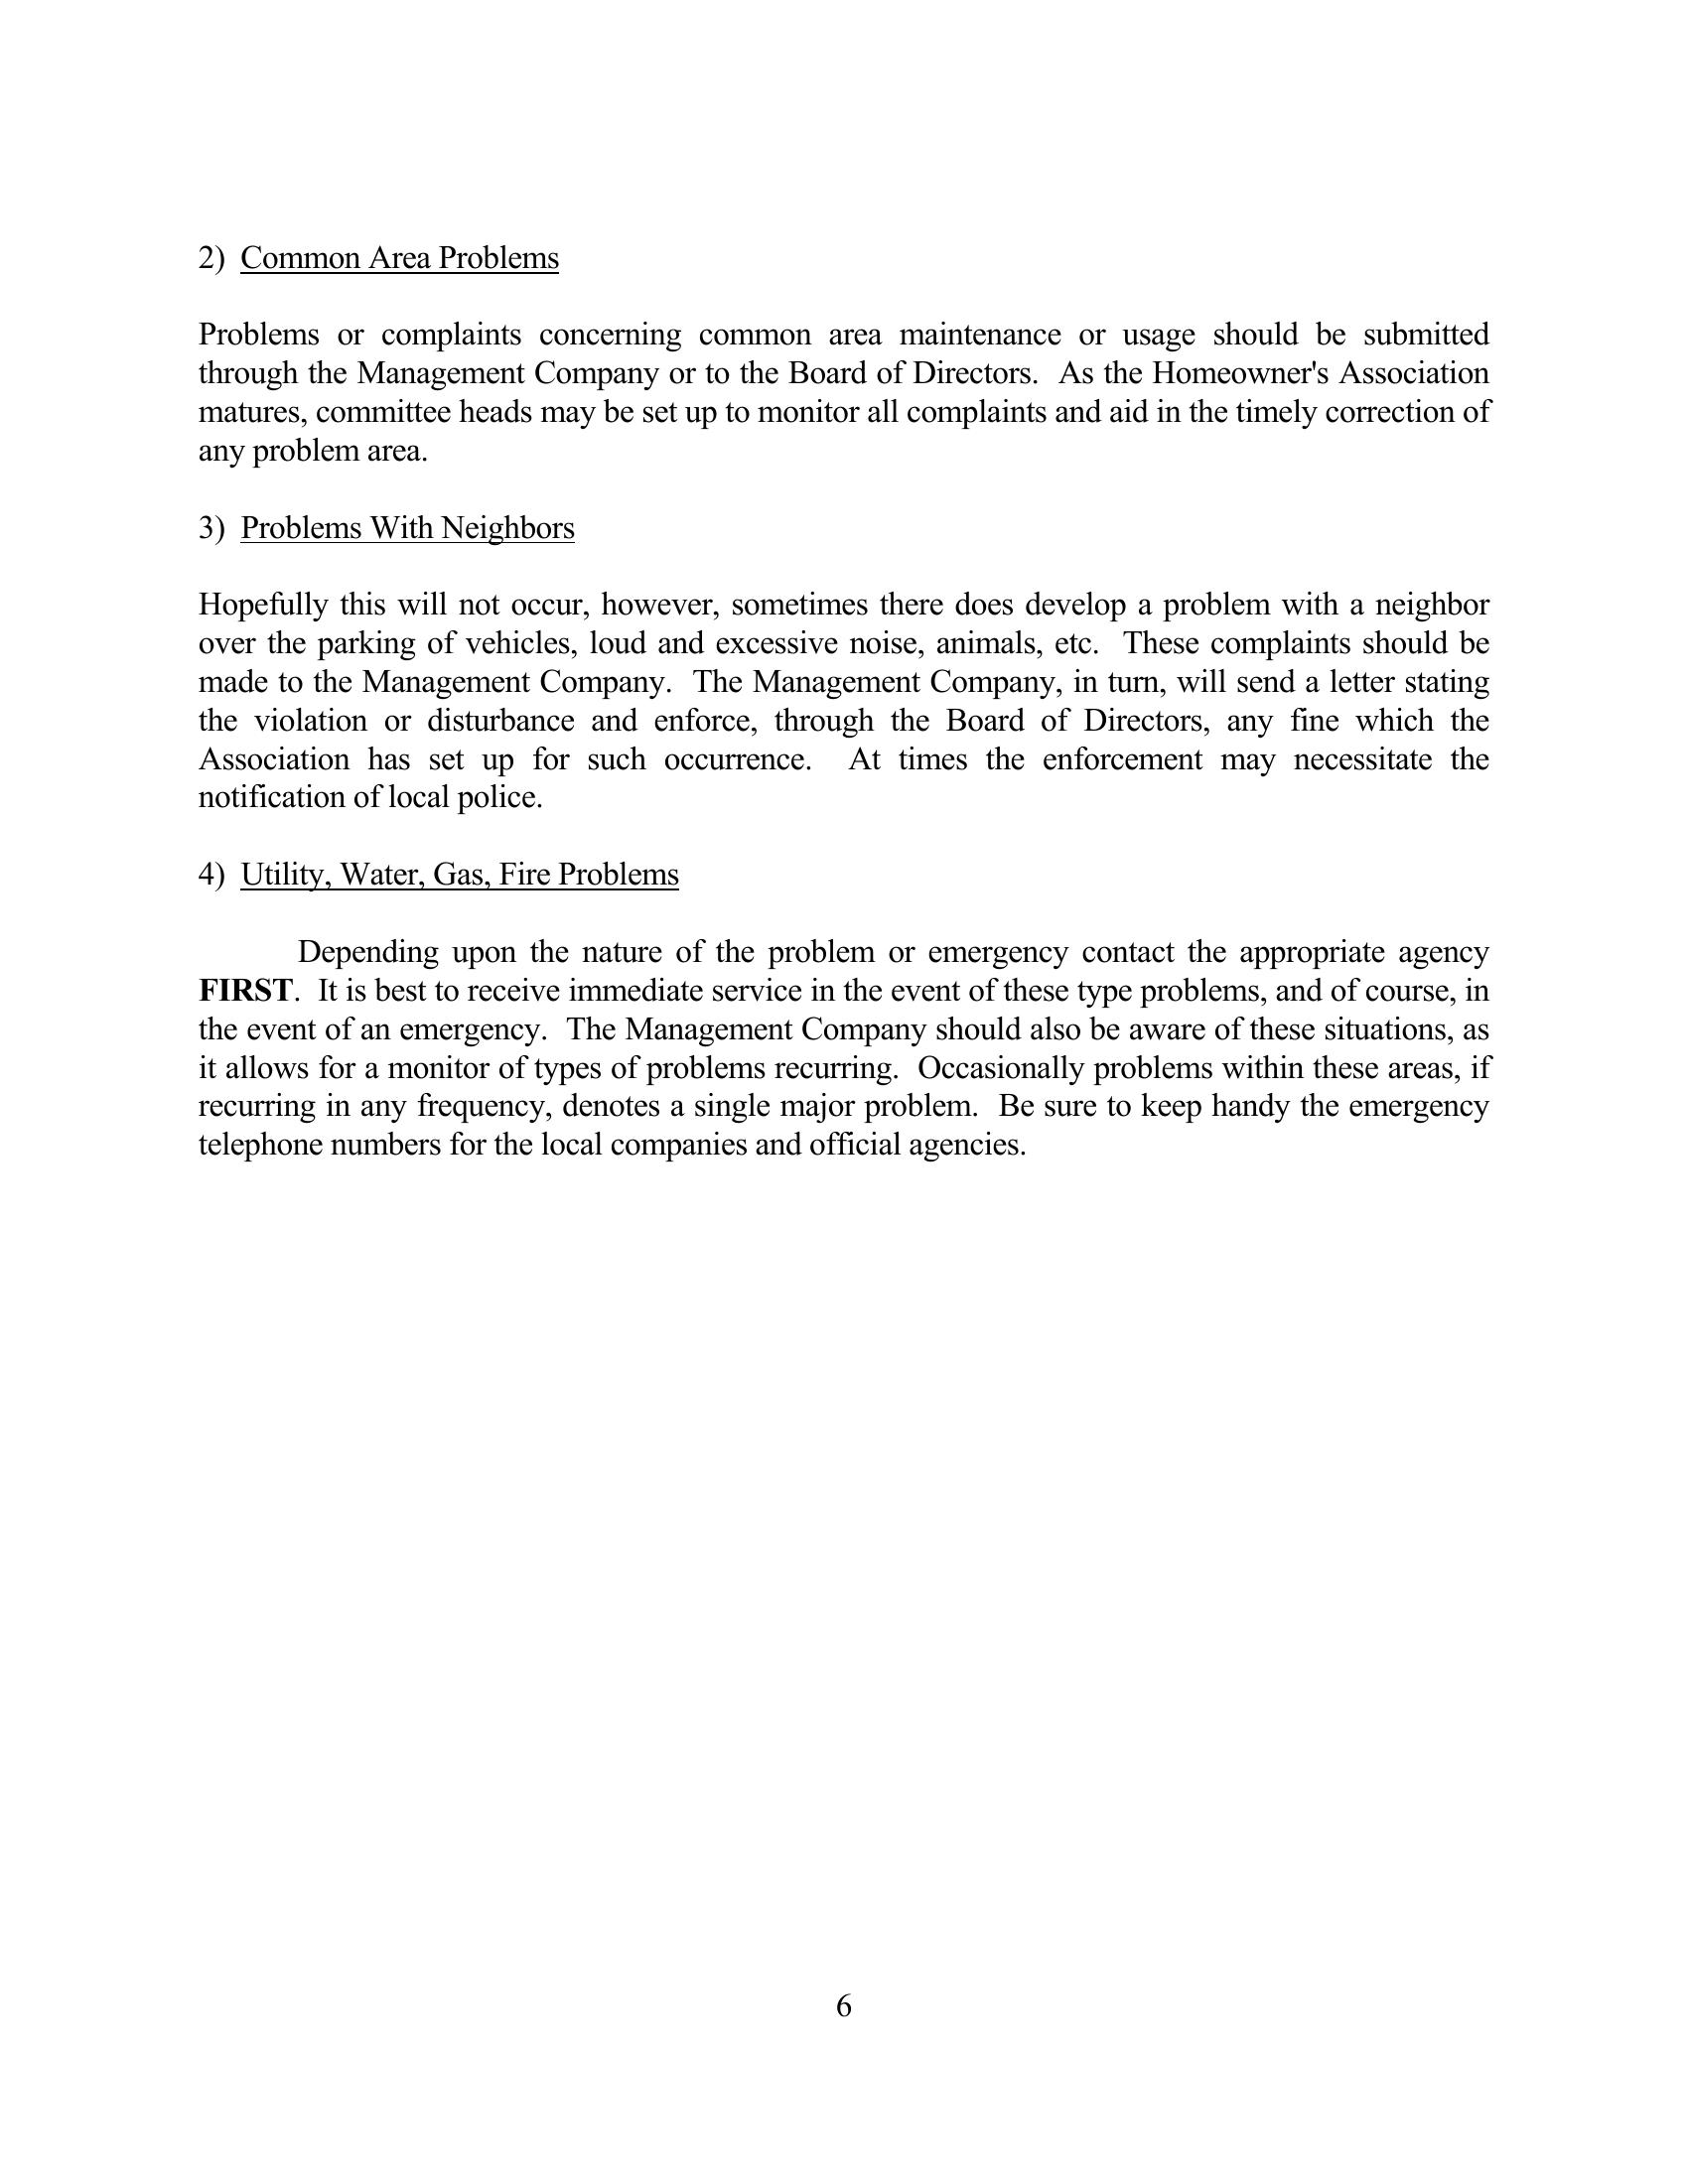 2) Common Area Problems
Problems or complaints concerning common area maintenance or usage should be submitted
through the Management Company or to the Board of Directors. As the Homeowner's Association
matures, committee heads may be set up to monitor all complaints and aid in the timely correction of
any problem area.
3) Problems With Neighbors
Hopefully this will not occur, however, sometimes there does develop a problem with a neighbor
over the parking of vehicles, loud and excessive noise, animals, etc. These complaints should be
made to the Management Company. The Management Company, in turn, will send a letter stating
the violation or disturbance and enforce, through the Board of Directors, any fine which the
Association has set up for such occurrence. At times the enforcement may necessitate the
notification of local police.
4) Utility, Water, Gas, Fire Problems
Depending upon the nature of the problem or emergency contact the appropriate agency
FIRST. It is best to receive immediate service in the event of these type problems, and of course, in
the event of an emergency. The Management Company should also be aware of these situations, as
it allows for a monitor of types of problems recurring. Occasionally problems within these areas, if
recurring in any frequency, denotes a single major problem. Be sure to keep handy the emergency
telephone numbers for the local companies and official agencies.
6